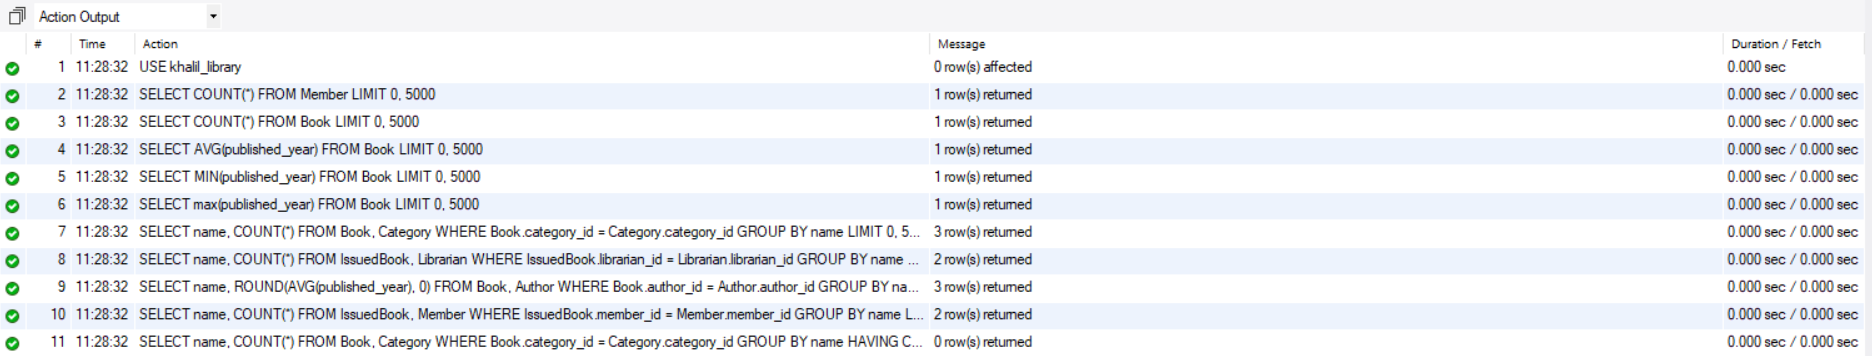 Action Output
# Time Action Message Duration / Fetch
1 11:28:32 USE khalil_library 0 row(s) affected 0.000 sec
2 11:28:32 SELECT COUNT(*) FROM Member LIMIT 0, 5000 1 row(s) returned 0.000 sec / 0.000 sec
3 11:28:32 SELECT COUNT(*) FROM Book LIMIT 0, 5000 1 row(s) returned 0.000 sec / 0.000 sec
4 11:28:32 SELECT AVG(published_year) FROM Book LIMIT 0, 5000 1 row(s) returned 0.000 sec / 0.000 sec
5 11:28:32 SELECT MIN(published_year) FROM Book LIMIT 0, 5000 1 row(s) returned 0.000 sec / 0.000 sec
6 11:28:32 SELECT max(published_year) FROM Book LIMIT 0, 5000 1 row(s) returned 0.000 sec / 0.000 sec
7 11:28:32 SELECT name, COUNT(*) FROM Book, Category WHERE Book.category_id = Category.category_id GROUP BY name LIMIT 0, 5... 3 row(s) returned 0.000 sec / 0.000 sec
8 11:28:32 SELECT name, COUNT(*) FROM IssuedBook, Librarian WHERE IssuedBook.librarian_id = Librarian.librarian_id GROUP BY name ... 2 row(s) returned 0.000 sec / 0.000 sec
9 11:28:32 SELECT name, ROUND(AVG(published_year), 0) FROM Book, Author WHERE Book.author_id = Author.author_id GROUP BY na... 3 row(s) returned 0.000 sec / 0.000 sec
10 11:28:32 SELECT name, COUNT(*) FROM IssuedBook, Member WHERE IssuedBook.member_id = Member.member_id GROUP BY name L... 2 row(s) returned 0.000 sec / 0.000 sec
11 11:28:32 SELECT name, COUNT(*) FROM Book, Category WHERE Book.category_id = Category.category_id GROUP BY name HAVING C... 0 row(s) returned 0.000 sec / 0.000 sec